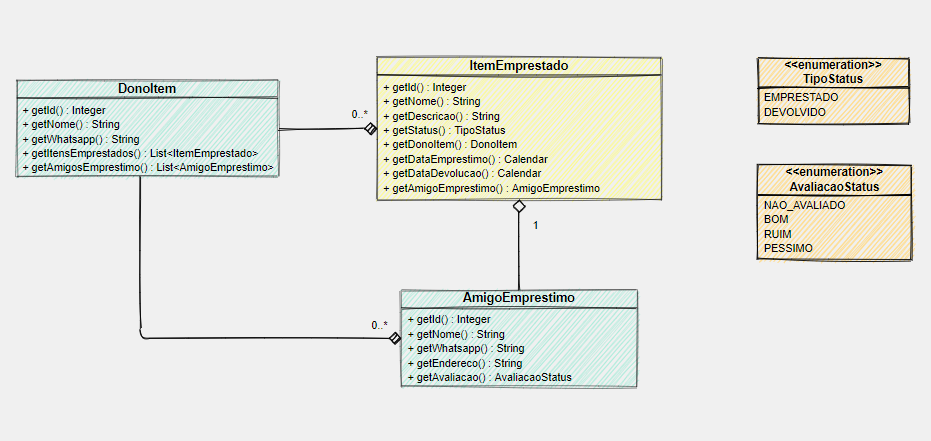 DonoItem
+ getId() : Integer
+ getNome() : String
+ getWhatsapp() : String
+ getItensEmprestados() : List<ItemEmprestado>
+ getAmigosEmprestimo() : List<AmigoEmprestimo>
0..*
ItemEmprestado
+ getId() : Integer
+ getNome() : String
+ getDescricao() : String
+ getStatus() : TipoStatus
+ getDonoItem() : DonoItem
+ getDataEmprestimo() : Calendar
+ getDataDevolucao() : Calendar
+ getAmigoEmprestimo() : AmigoEmprestimo
1
0..*
AmigoEmprestimo
+ getId() : Integer
+ getNome() : String
+ getWhatsapp() : String
+ getEndereco() : String
+ getAvaliacao() : AvaliacaoStatus
<<enumeration>>
TipoStatus
EMPRESTADO
DEVOLVIDO
<<enumeration>>
AvaliacaoStatus
NAO_AVALIADO
BOM
RUIM
PESSIMO